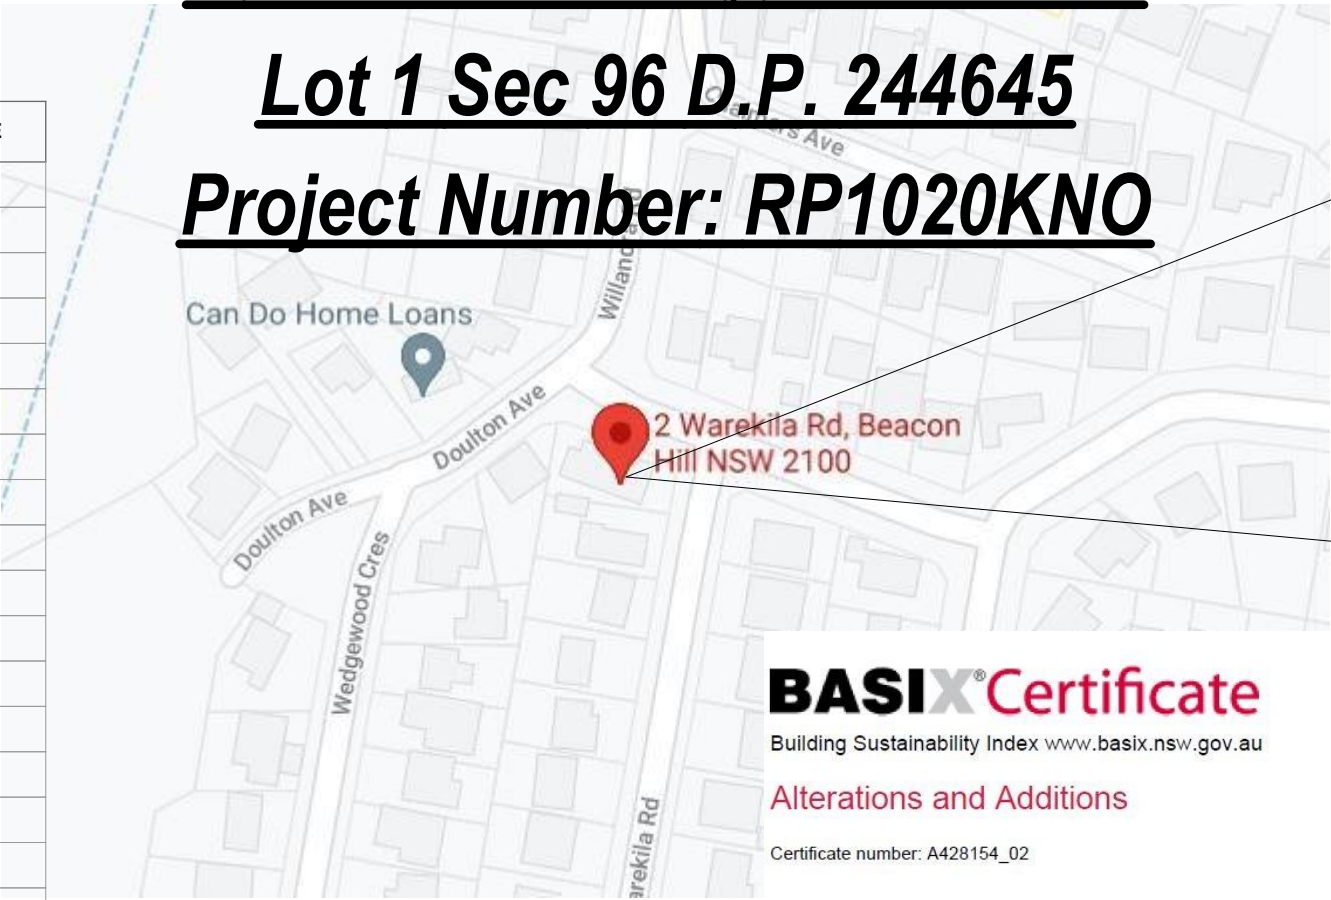 Lot 1 Sec 96 D.P. 244645
Chalmers Ave
Project Number: RP1020KNO
Can Do Home Loans
Doulton Ave
2 Warekila Rd, Beacon
Hill NSW 2100
Doulton Ave
Wedgewood Cres
BASIX® Certificate
Building Sustainability Index www.basix.nsw.gov.au
Alterations and Additions
Certificate number: A428154_02